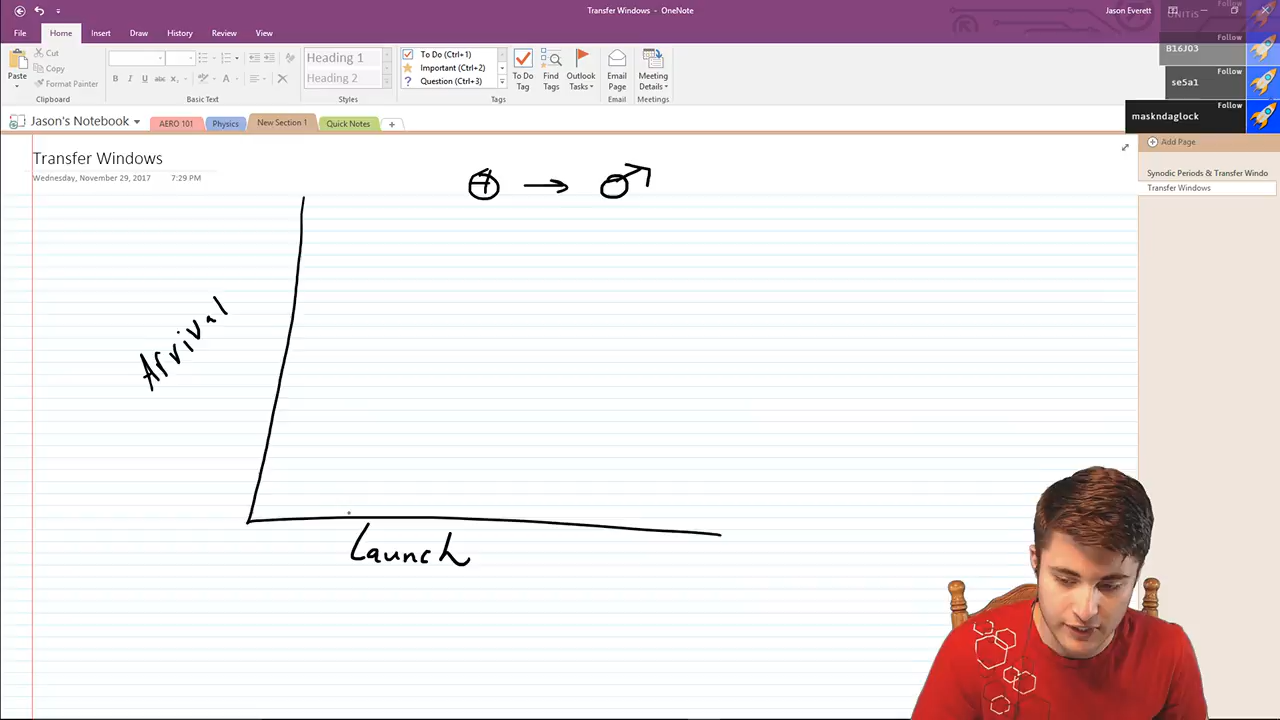 Transfer Windows - OneNote
Jason Everett
UNITIS
Follow
File Home Insert Draw History Review View
B16J03
Follow
Paste
Cut
Copy
Format Painter
Clipboard
B I U abc x₂ A
Basic Text
Heading 1
Heading 2
Styles
To Do (Ctrl+1)
Important (Ctrl+2)
Question (Ctrl+3)
To Do
Tag
Find
Tags
Outlook
Tasks
Tags
Email
Page
Email
Meeting
Details
Meetings
se5a1
Follow
maskndaglock
Follow
Jason's Notebook
AERO 101
Physics
New Section 1
Quick Notes
Add Page
Synodic Periods & Transfer Windo
Transfer Windows
Transfer Windows
Wednesday, November 29, 2017 7:29 PM
⊕ → ♂
Arrival
Launch